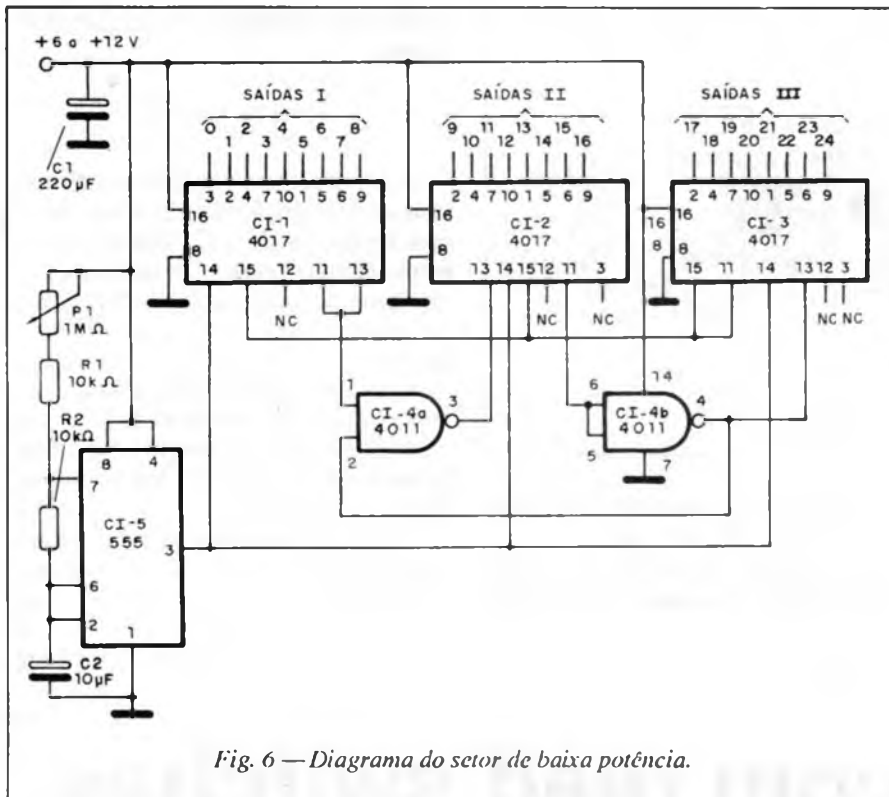 +6 a +12V
SAÍDAS I
SAÍDAS II
SAÍDAS III
0 1 2 3 4 5 6 7 8
9 10 11 12 13 14 15 16
17 18 19 20 21 22 23 24
C1
220µF
3 2 4 7 10 1 5 6 9
2 4 7 10 1 5 6 9
2 4 7 10 1 5 6 9
16
CI-1
4017
8
14 15 12 11 13
NC
16
CI-2
4017
8
13 14 15 12 11 3
NC
NC
16
CI-3
4017
8
15 11 14 13 12 3
NC NC
P1
1MΩ
R1
10kΩ
R2
10kΩ
1
2
CI-4a
4011
3
6
5
14
CI-4b
4011
7
4
8 4
7
CI-5
555
3
6
2
1
C2
10µF
Fig. 6 — Diagrama do setor de baixa potência.